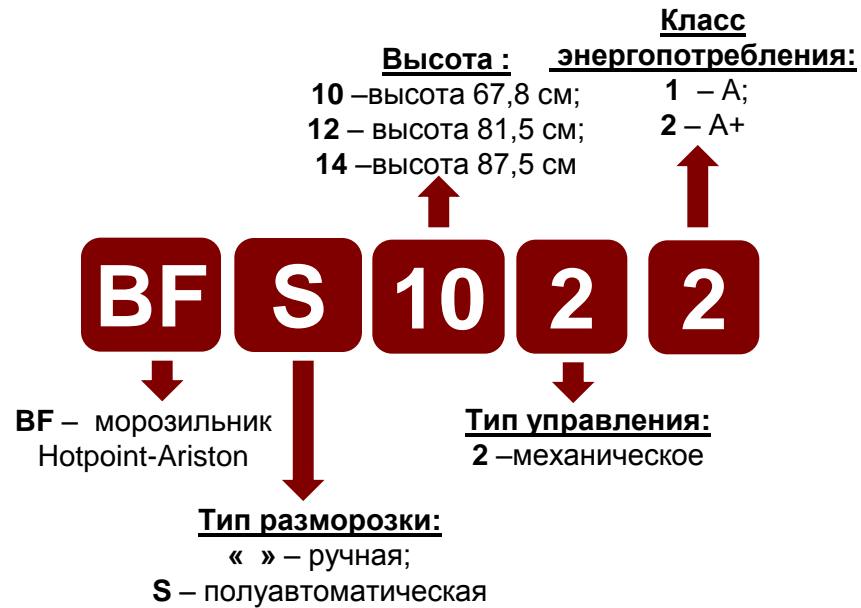 Класс
энергопотребления:
1 – A;
2 – A+
Высота :
10 –высота 67,8 см;
12 – высота 81,5 см;
14 –высота 87,5 см
BF S 10 2 2
BF – морозильник
Hotpoint-Ariston
Тип управления:
2 –механическое
Тип разморозки:
« » – ручная;
S – полуавтоматическая